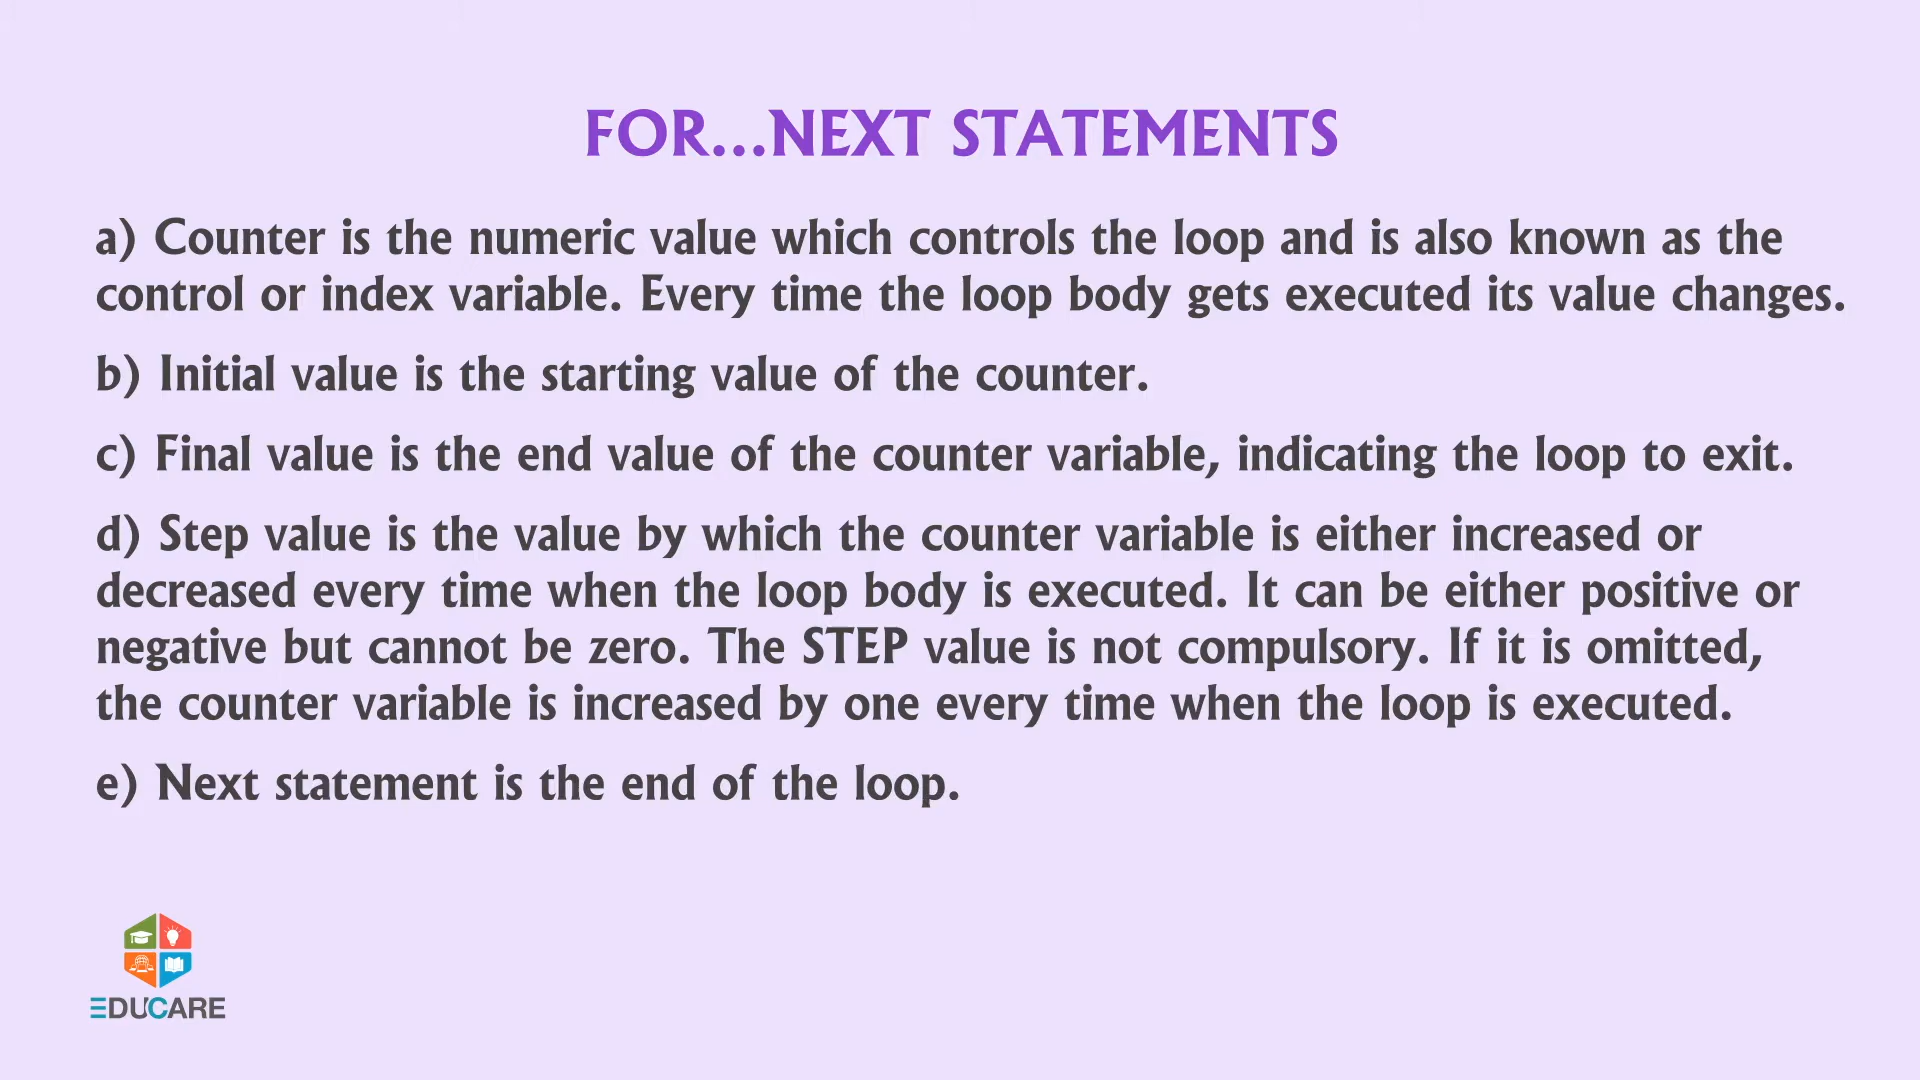 FOR...NEXT STATEMENTS
a) Counter is the numeric value which controls the loop and is also known as the
control or index variable. Every time the loop body gets executed its value changes.
b) Initial value is the starting value of the counter.
c) Final value is the end value of the counter variable, indicating the loop to exit.
d) Step value is the value by which the counter variable is either increased or
decreased every time when the loop body is executed. It can be either positive or
negative but cannot be zero. The STEP value is not compulsory. If it is omitted,
the counter variable is increased by one every time when the loop is executed.
e) Next statement is the end of the loop.
EDUCARE